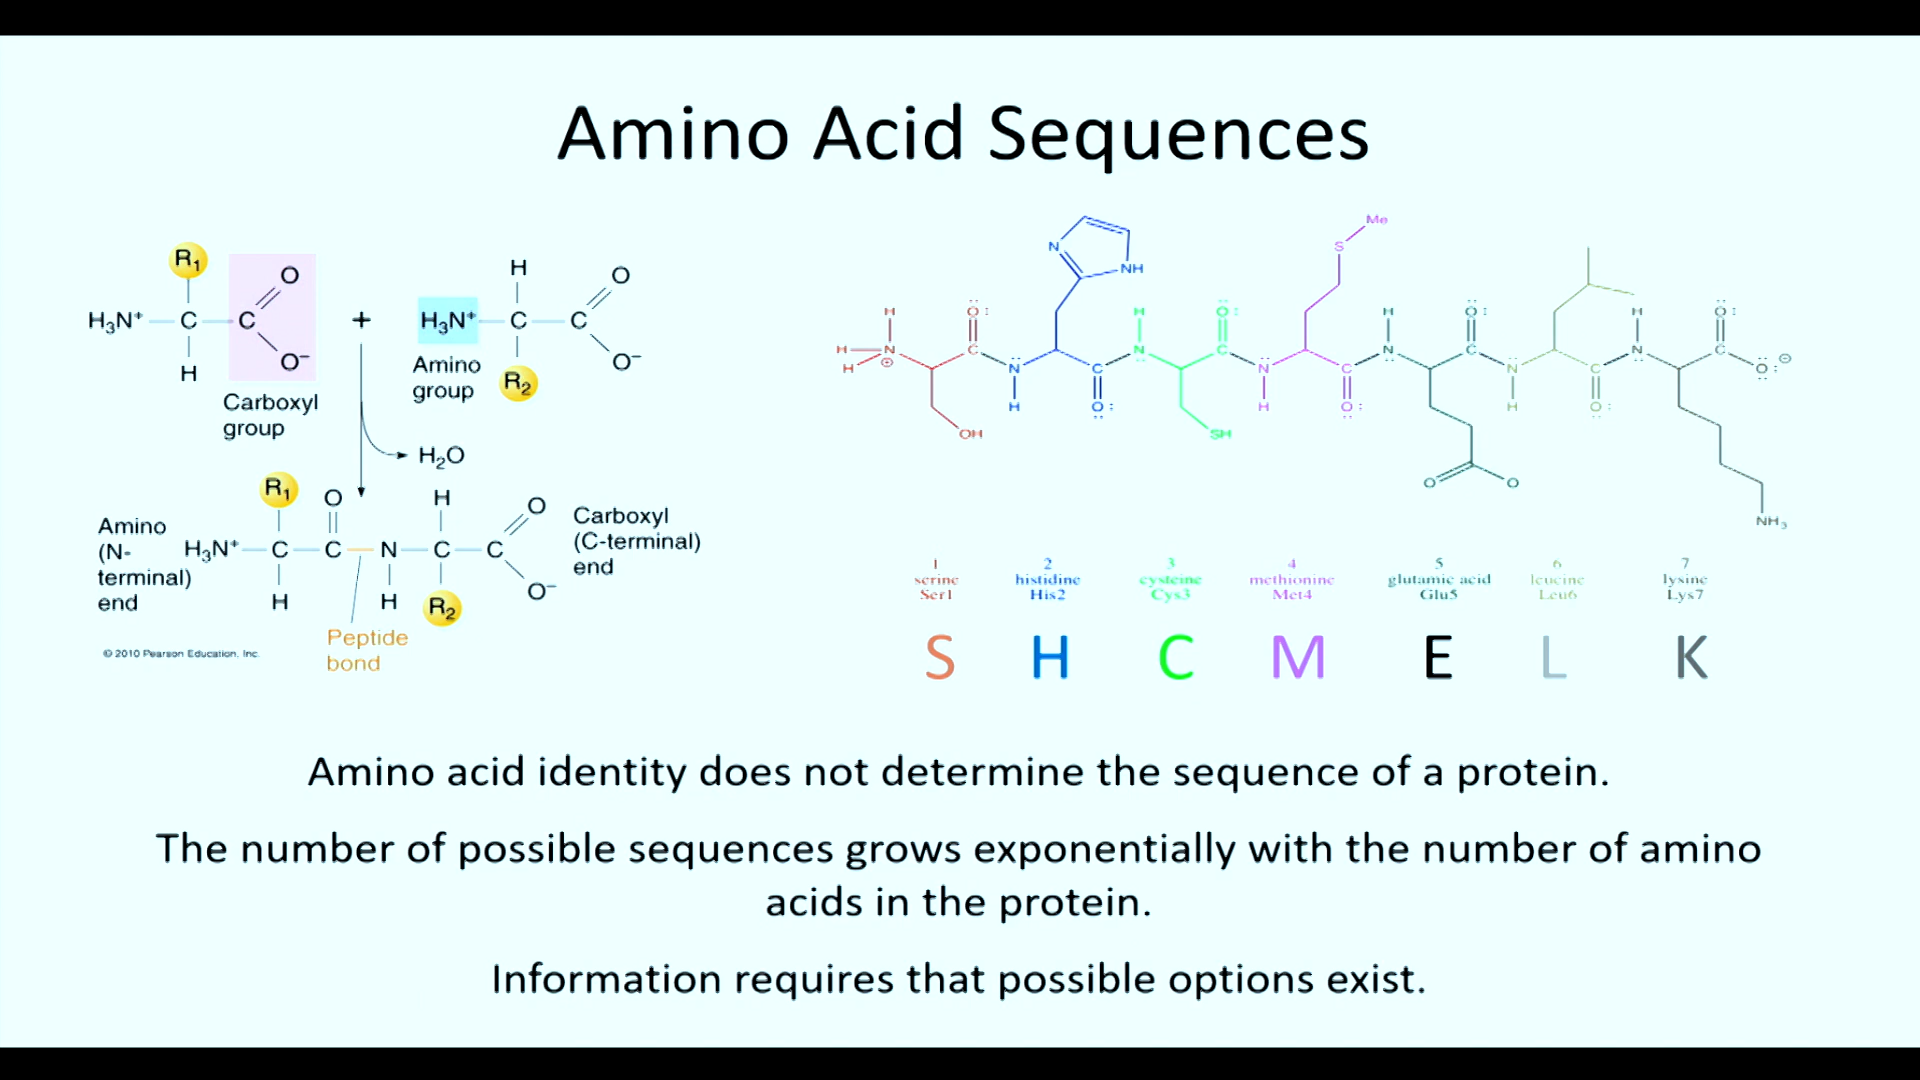 Amino Acid Sequences
R₁
O
H₃N⁺ C C
O⁻
H
Carboxyl
group
+
H
O
H₃N⁺ C C
O⁻
Amino
group
R₂
H₂O
R₁
O
H
O
Amino
(N-
terminal)
end
H₃N⁺ C C N C C
O⁻
H
H
R₂
Carboxyl
(C-terminal)
end
Peptide
bond
© 2010 Pearson Education, Inc.
Me
S
N
NH
H O H O H O H O
H N C N C N C N C O ⊖
H ⊕
N C N C N C
H O H O H O
OH
SH
O O
NH₃
1 2 3 4 5 6 7
serine histidine cysteine methionine glutamic acid leucine lysine
Ser1 His2 Cys3 Met4 Glu5 Leu6 Lys7
S H C M E L K
Amino acid identity does not determine the sequence of a protein.
The number of possible sequences grows exponentially with the number of amino
acids in the protein.
Information requires that possible options exist.